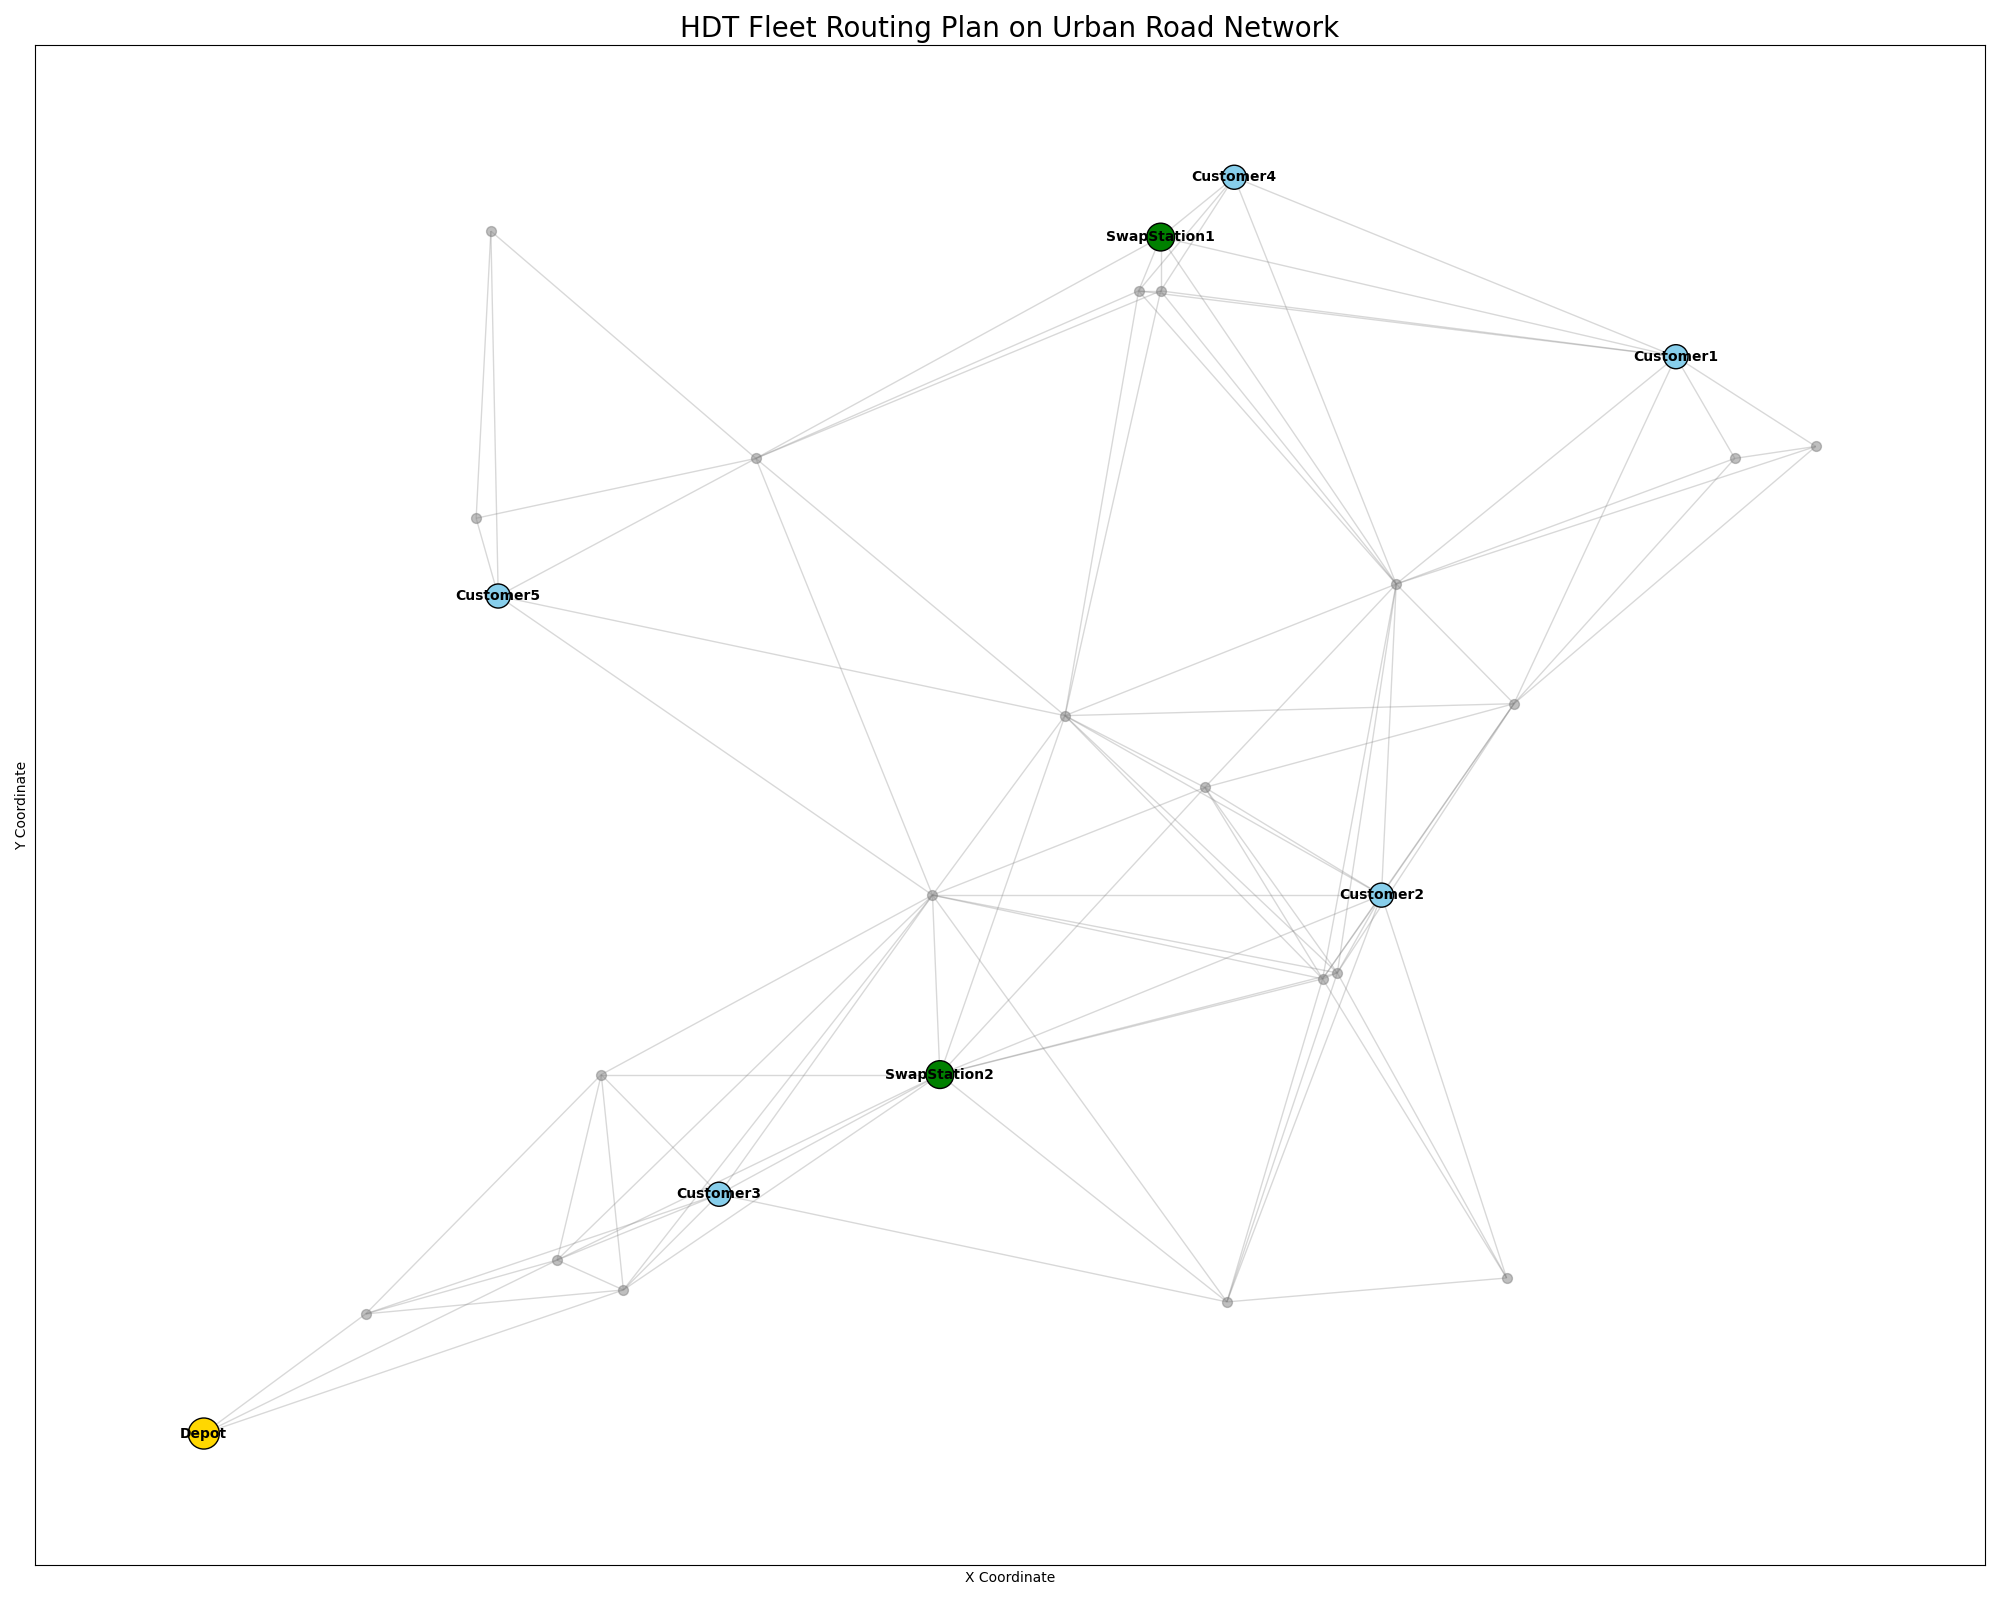 HDT Fleet Routing Plan on Urban Road Network
Customer4
SwapStation1
Customer1
Customer5
Y Coordinate
Customer2
SwapStation2
Customer3
Depot
X Coordinate